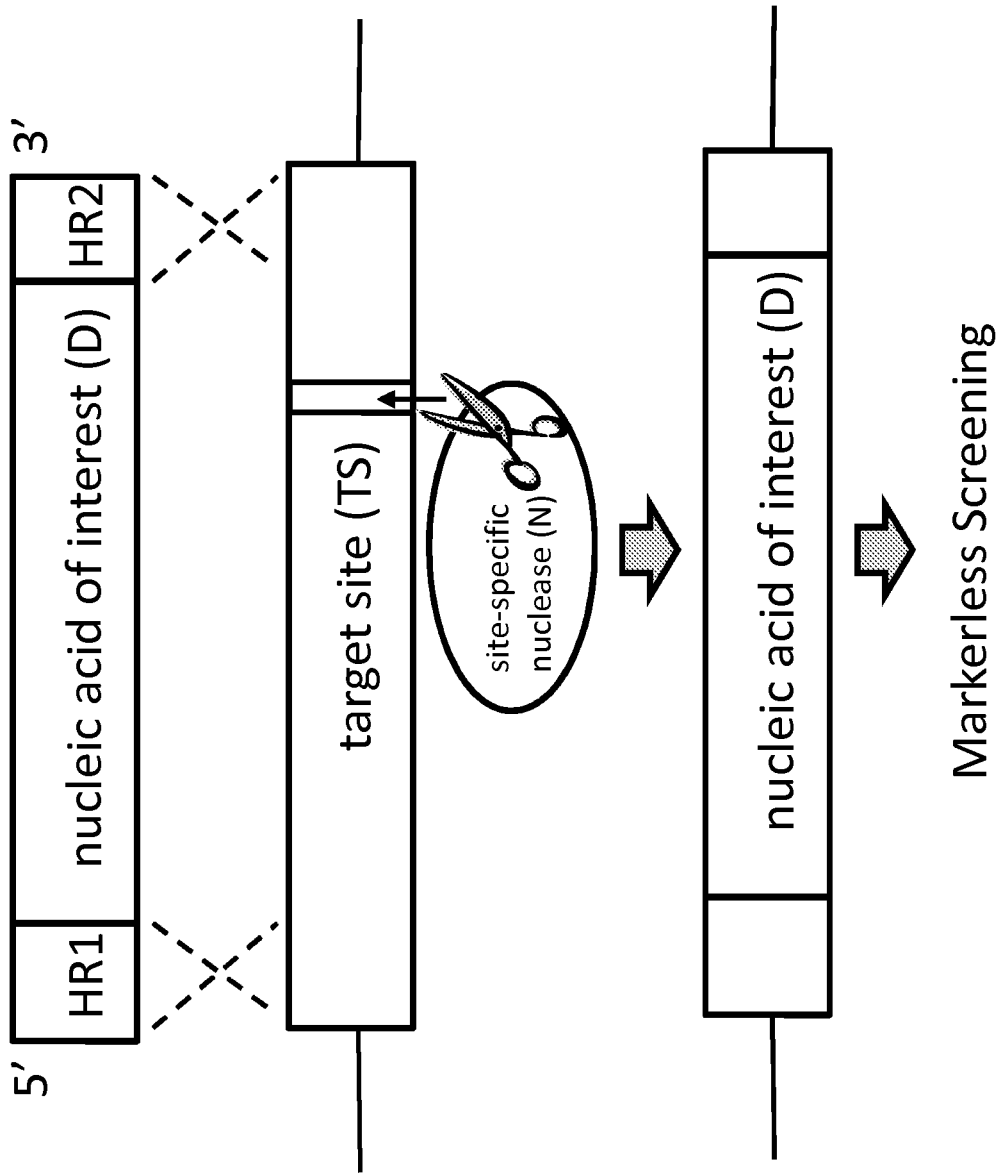 5’ 3’
HR1 nucleic acid of interest (D) HR2
target site (TS)
site-specific
nuclease (N)
nucleic acid of interest (D)
Markerless Screening